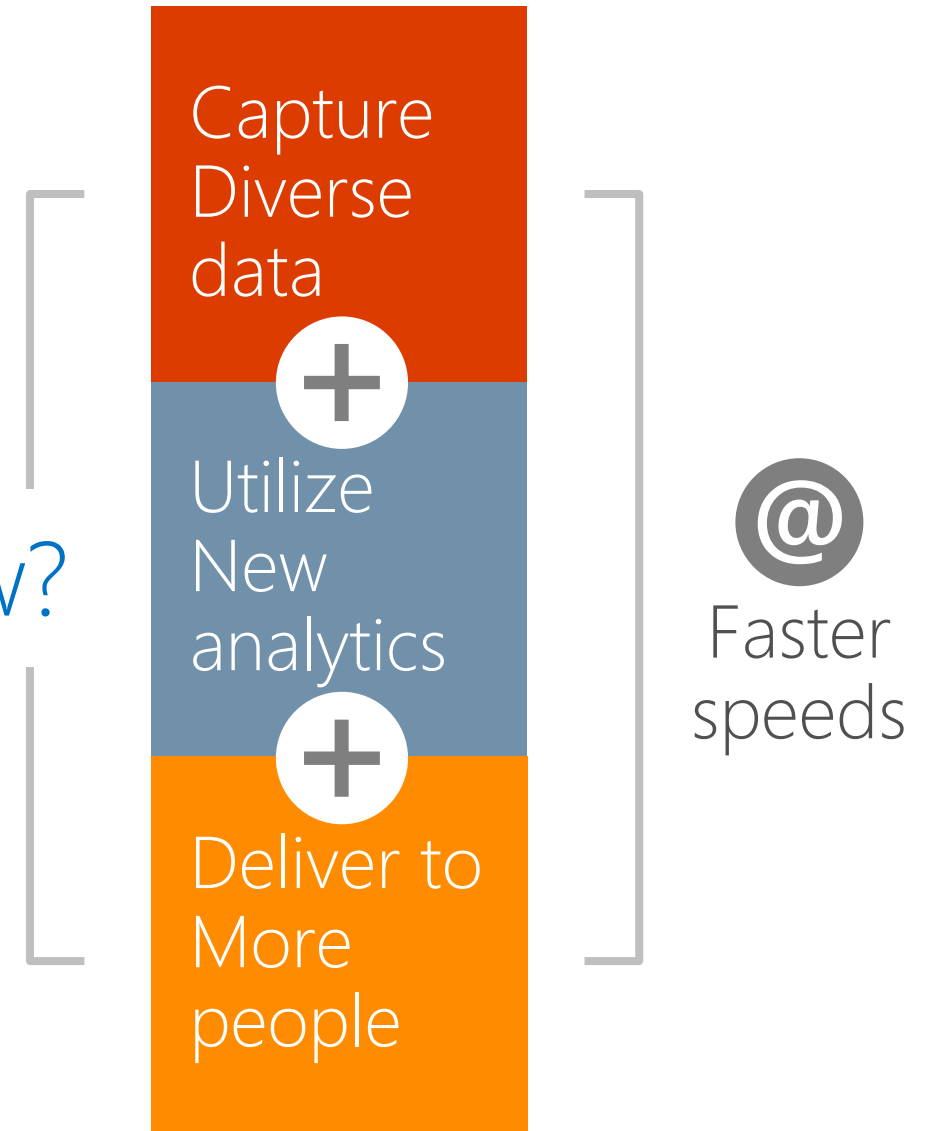 Capture
Diverse
data
+
Utilize
New
analytics
+
Deliver to
More
people
@
Faster
speeds